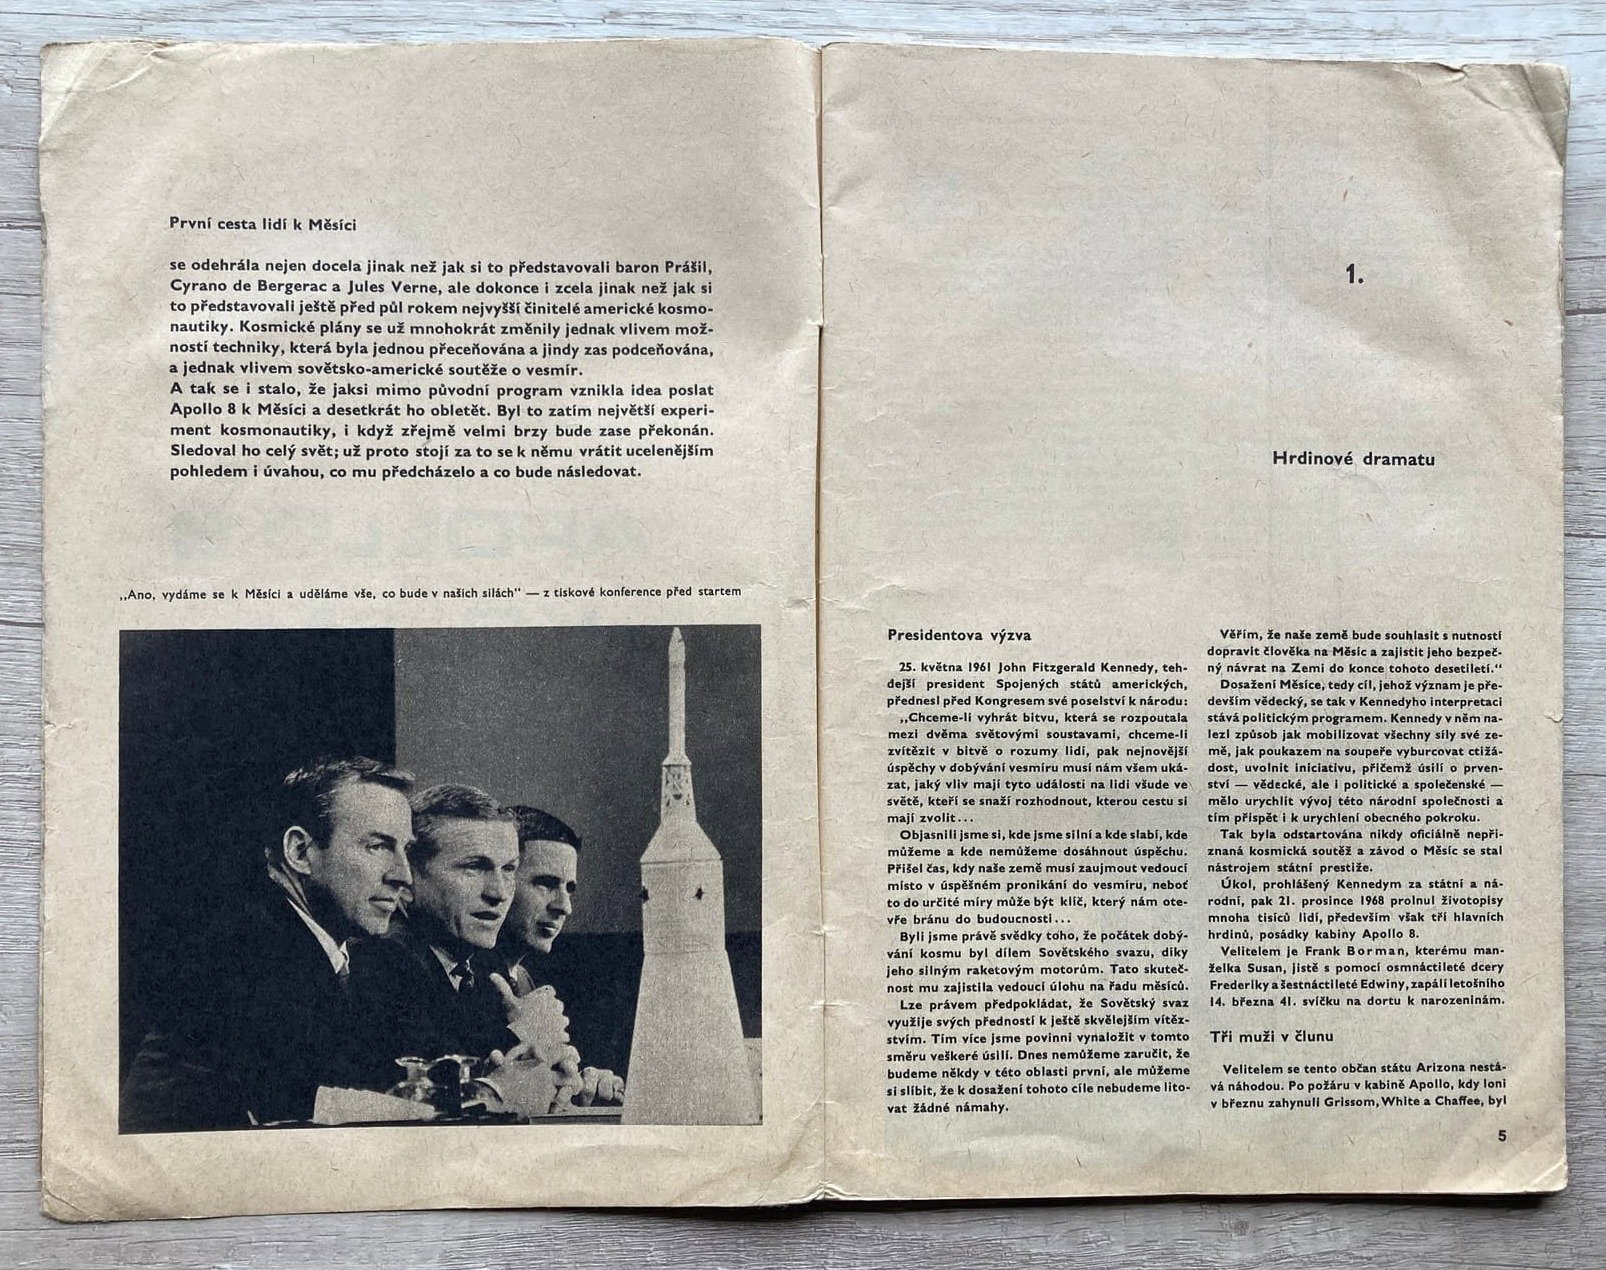 První cesta lidí k Měsíci
se odehrála nejen docela jinak než jak si to představovali baron Prášil,
Cyrano de Bergerac a Jules Verne, ale dokonce i zcela jinak než jak si
to představovali ještě před půl rokem nejvyšší činitelé americké kosmo-
nautiky. Kosmické plány se už mnohokrát změnily jednak vlivem mož-
ností techniky, která byla jednou přeceňována a jindy zas podceňována,
a jednak vlivem sovětsko-americké soutěže o vesmír.
A tak se i stalo, že jaksi mimo původní program vznikla idea poslat
Apollo 8 k Měsíci a desetkrát ho obletět. Byl to zatím největší experi-
ment kosmonautiky, i když zřejmě velmi brzy bude zase překonán.
Sledoval ho celý svět; už proto stojí za to se k němu vrátit ucelenějším
pohledem i úvahou, co mu předcházelo a co bude následovat.
„Ano, vydáme se k Měsíci a uděláme vše, co bude v našich silách" — z tiskové konference před startem
1.
Hrdinové dramatu
Presidentova výzva
25. května 1961 John Fitzgerald Kennedy, teh-
dejší president Spojených států amerických,
přednesl před Kongresem své poselství k národu:
„Chceme-li vyhrát bitvu, která se rozpoutala
mezi dvěma světovými soustavami, chceme-li
zvítězit v bitvě o rozumy lidí, pak nejnovější
úspěchy v dobývání vesmíru musí nám všem uká-
zat, jaký vliv mají tyto události na lidi všude ve
světě, kteří se snaží rozhodnout, kterou cestu si
mají zvolit...
Objasnili jsme si, kde jsme silní a kde slabí, kde
můžeme a kde nemůžeme dosáhnout úspěchu.
Přišel čas, kdy naše země musí zaujmout vedoucí
místo v úspěšném pronikání do vesmíru, neboť
to do určité míry může být klíč, který nám ote-
vře bránu do budoucnosti...
Byli jsme právě svědky toho, že počátek dobý-
vání kosmu byl dílem Sovětského svazu, díky
jeho silným raketovým motorům. Tato skuteč-
nost mu zajistila vedoucí úlohu na řadu měsíců.
Lze právem předpokládat, že Sovětský svaz
využije svých předností k ještě skvělejším vítěz-
stvím. Tím více jsme povinni vynaložit v tomto
směru veškeré úsilí. Dnes nemůžeme zaručit, že
budeme někdy v této oblasti první, ale můžeme
si slíbit, že k dosažení tohoto cíle nebudeme lito-
vat žádné námahy.
Věřím, že naše země bude souhlasit s nutností
dopravit člověka na Měsíc a zajistit jeho bezpeč-
ný návrat na Zemi do konce tohoto desetiletí."
Dosažení Měsíce, tedy cíl, jehož význam je pře-
devším vědecký, se tak v Kennedyho interpretaci
stává politickým programem. Kennedy v něm na-
lezl způsob jak mobilizovat všechny síly své ze-
mě, jak poukazem na soupeře vyburcovat ctižá-
dost, uvolnit iniciativu, přičemž úsilí o prven-
ství — vědecké, ale i politické a společenské —
mělo urychlit vývoj této národní společnosti a
tím přispět i k urychlení obecného pokroku.
Tak byla odstartována nikdy oficiálně nepři-
znaná kosmická soutěž a závod o Měsíc se stal
nástrojem státní prestiže.
Úkol, prohlášený Kennedym za státní a ná-
rodní, pak 21. prosince 1968 prolnul životopisy
mnoha tisíců lidí, především však tří hlavních
hrdinů, posádky kabiny Apollo 8.
Velitelem je Frank Borman, kterému man-
želka Susan, jistě s pomocí osmnáctileté dcery
Frederiky a šestnáctileté Edwiny, zapálí letošního
14. března 41. svíčku na dortu k narozeninám.
Tři muži v člunu
Velitelem se tento občan státu Arizona nestá-
vá náhodou. Po požáru v kabině Apollo, kdy loni
v březnu zahynuli Grissom, White a Chaffee, byl
5